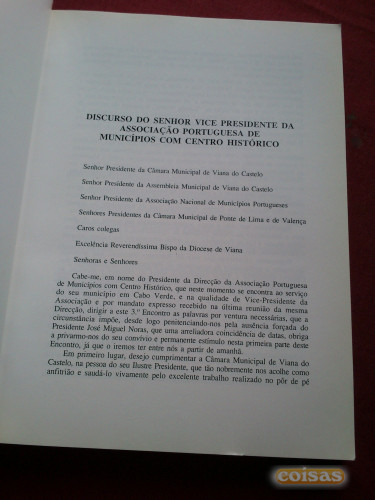 DISCURSO DO SENHOR VICE PRESIDENTE DA
ASSOCIAÇÃO PORTUGUESA DE
MUNICÍPIOS COM CENTRO HISTÓRICO
Senhor Presidente da Câmara Municipal de Viana do Castelo
Senhor Presidente da Assembleia Municipal de Viana do Castelo
Senhor Presidente da Associação Nacional de Municípios Portugueses
Senhores Presidentes da Câmara Municipal de Ponte de Lima e de Valença
Caros colegas
Excelência Reverendíssima Bispo da Diocese de Viana
Senhoras e Senhores
Cabe-me, em nome do Presidente da Direcção da Associação Portuguesa
de Municípios com Centro Histórico, que neste momento se encontra ao serviço
do seu município em Cabo Verde, e na qualidade de Vice-Presidente da
Associação e por mandato expresso recebido na última reunião da mesma
Direcção, dirigir a este 3.º Encontro as palavras por ventura necessárias, que a
circunstância impõe, desde logo penitenciando-nos pela ausência forçada do
Presidente José Miguel Noras, que uma arreliadora coincidência de datas, obriga
a privarmo-nos do seu convívio e permanente estímulo nesta primeira parte deste
Encontro, já que o iremos ter entre nós a partir de amanhã.
Em primeiro lugar, desejo cumprimentar a Câmara Municipal de Viana do
Castelo, na pessoa do seu Ilustre Presidente, que tão nobremente nos acolhe como
anfitrião e saudá-lo vivamente pelo excelente trabalho realizado no pôr de pé
coisas